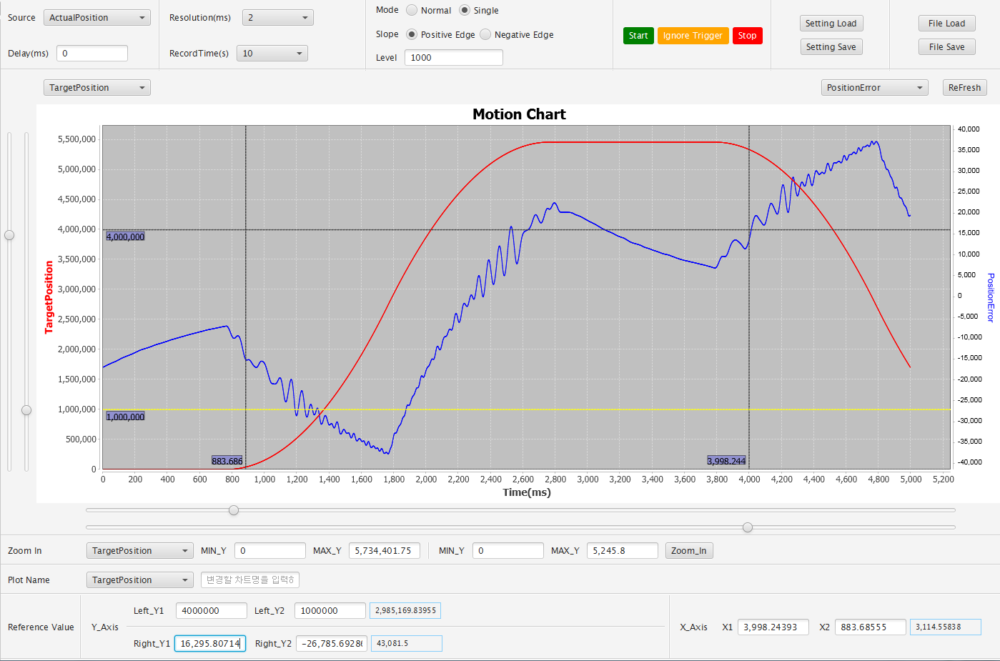 Source ActualPosition Resolution(ms) 2 Mode Normal Single
Slope Positive Edge Negative Edge Start Ignore Trigger Stop Setting Load File Load
Delay(ms) 0 RecordTime(s) 10 Level 1000 Setting Save File Save
TargetPosition PositionError ReFresh
Motion Chart
TargetPosition
5,500,000
5,000,000
4,500,000
4,000,000
3,500,000
3,000,000
2,500,000
2,000,000
1,500,000
1,000,000
500,000
0
4,000,000
1,000,000
883.686
3,998.244
40,000
35,000
30,000
25,000
20,000
15,000
10,000
5,000
0
-5,000
-10,000
-15,000
-20,000
-25,000
-30,000
-35,000
-40,000
PositionError
0 200 400 600 800 1,000 1,200 1,400 1,600 1,800 2,000 2,200 2,400 2,600 2,800 3,000 3,200 3,400 3,600 3,800 4,000 4,200 4,400 4,600 4,800 5,000 5,200
Time(ms)
Zoom In TargetPosition MIN_Y 0 MAX_Y 5,734,401.75 MIN_Y 0 MAX_Y 5,245.8 Zoom_In
Plot Name TargetPosition 변경할 차트명을 입력하
Left_Y1 4000000 Left_Y2 1000000 2,985,169.83955
Reference Value Y_Axis X_Axis X1 3,998.24393 X2 883.68555 3,114.55838
Right_Y1 16,295.80714 Right_Y2 -26,785.69286 43,081.5